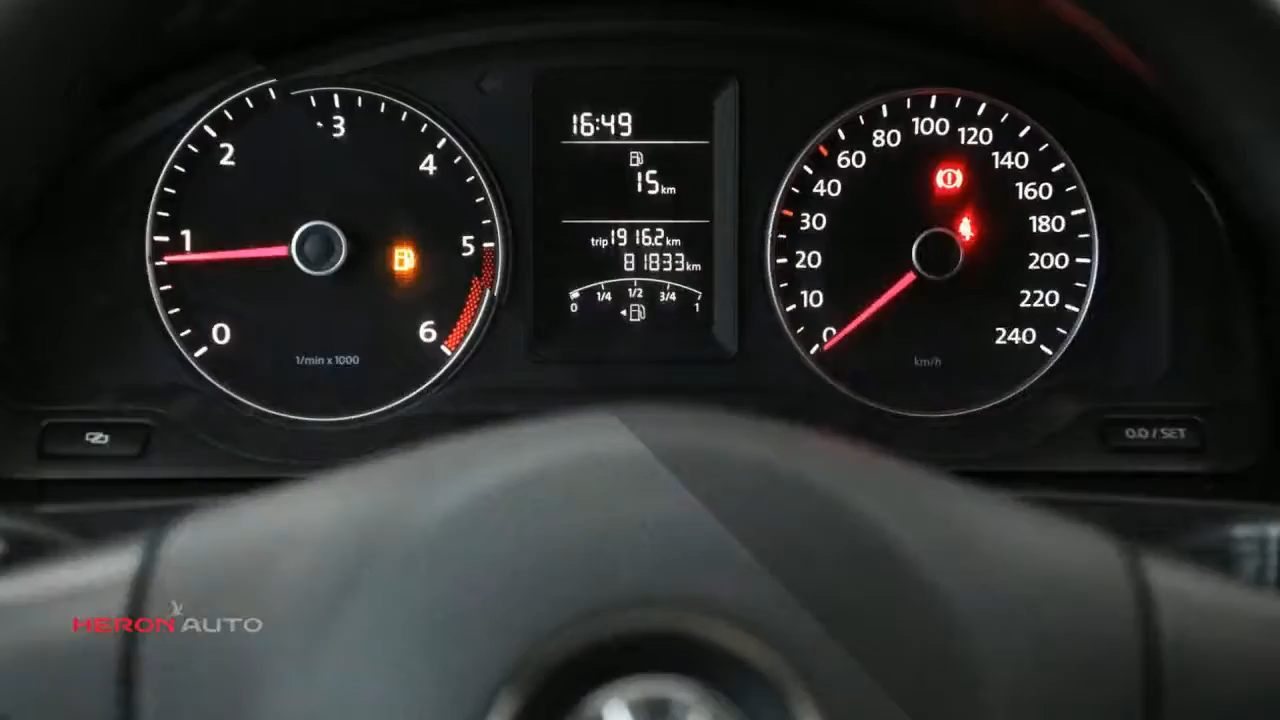 0 1 2 3 4 5 6
1/min x 1000
16:49
15 km
trip 1916.2 km
81833 km
0 1/4 1/2 3/4 1
0 10 20 30 40 60 80 100 120 140 160 180 200 220 240
km/h
0.0 / SET
HERON AUTO